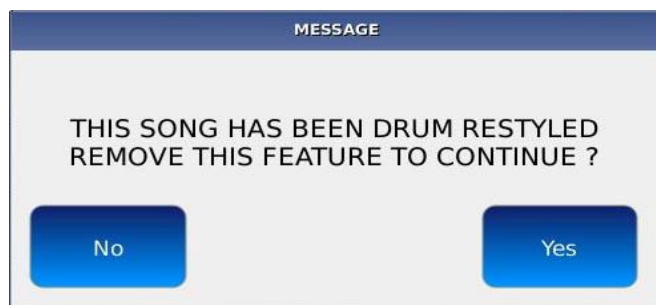 MESSAGE
THIS SONG HAS BEEN DRUM RESTYLED
REMOVE THIS FEATURE TO CONTINUE ?
No
Yes